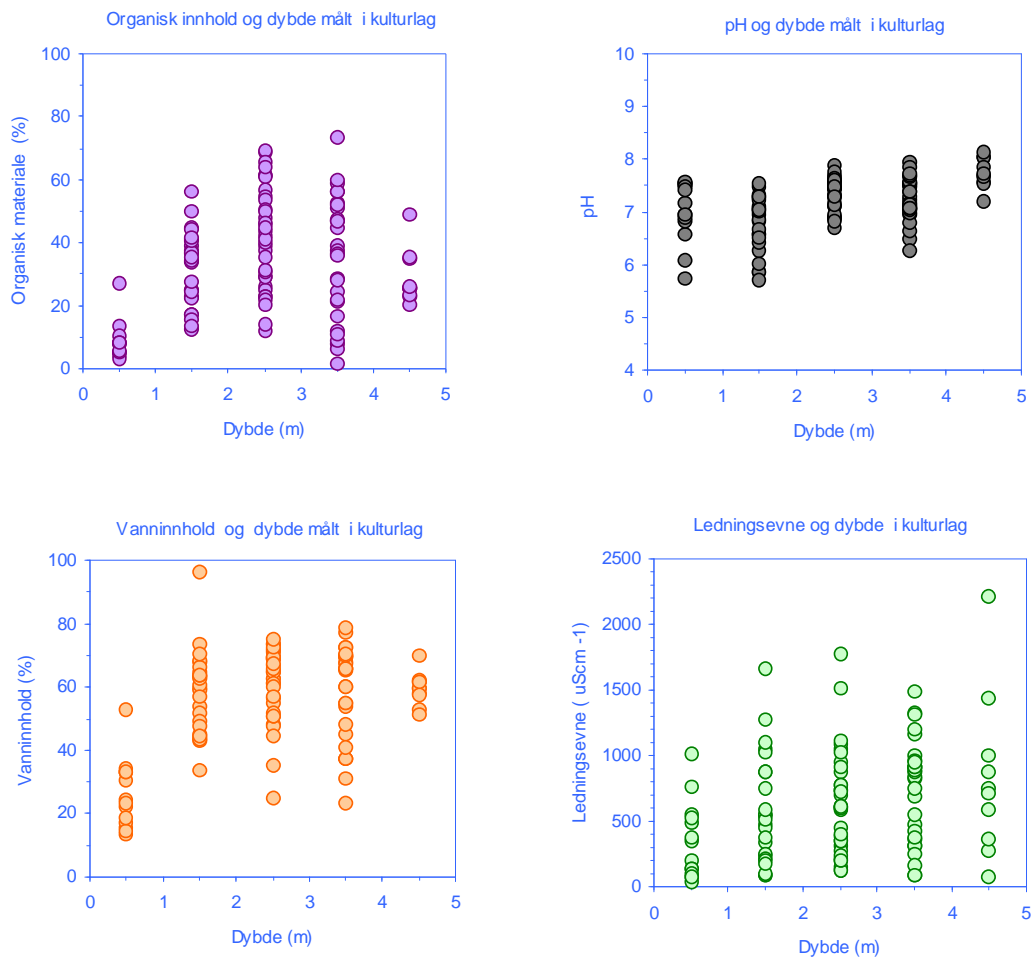 Organisk innhold og dybde målt i kulturlag
100
80
60
40
20
0
Organisk materiale (%)
0 1 2 3 4 5
Dybde (m)
pH og dybde målt i kulturlag
10
9
8
7
6
5
4
pH
0 1 2 3 4 5
Dybde (m)
Vanninnhold og dybde målt i kulturlag
100
80
60
40
20
0
Vanninnhold (%)
0 1 2 3 4 5
Dybde (m)
Ledningsevne og dybde i kulturlag
2500
2000
1500
1000
500
0
Ledningsevne ( uScm -1)
0 1 2 3 4 5
Dybde (m)